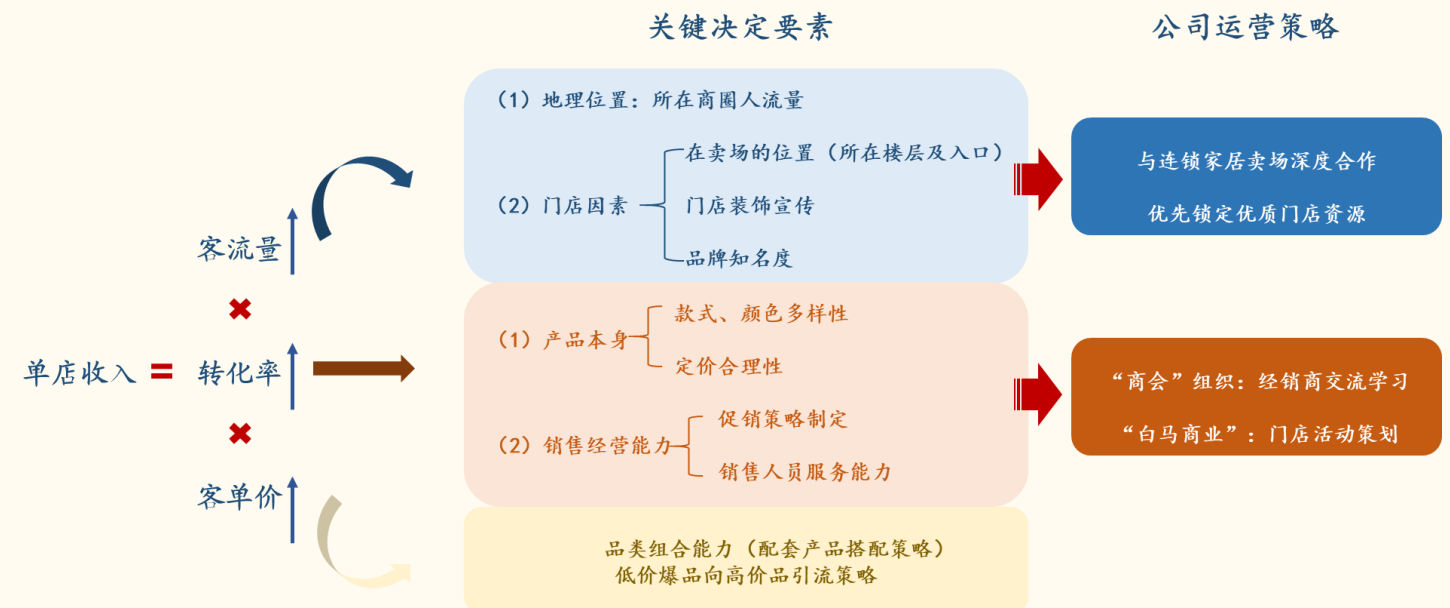 关键决定要素
公司运营策略
(1) 地理位置：所在商圈人流量
在卖场的位置（所在楼层及入口）
(2) 门店因素
门店装饰宣传
品牌知名度
与连锁家居卖场深度合作
优先锁定优质门店资源
客流量
✖
单店收入 = 转化率
✖
客单价
款式、颜色多样性
(1) 产品本身
定价合理性
促销策略制定
(2) 销售经营能力
销售人员服务能力
“商会”组织：经销商交流学习
“白马商业”：门店活动策划
品类组合能力（配套产品搭配策略）
低价爆品向高价品引流策略